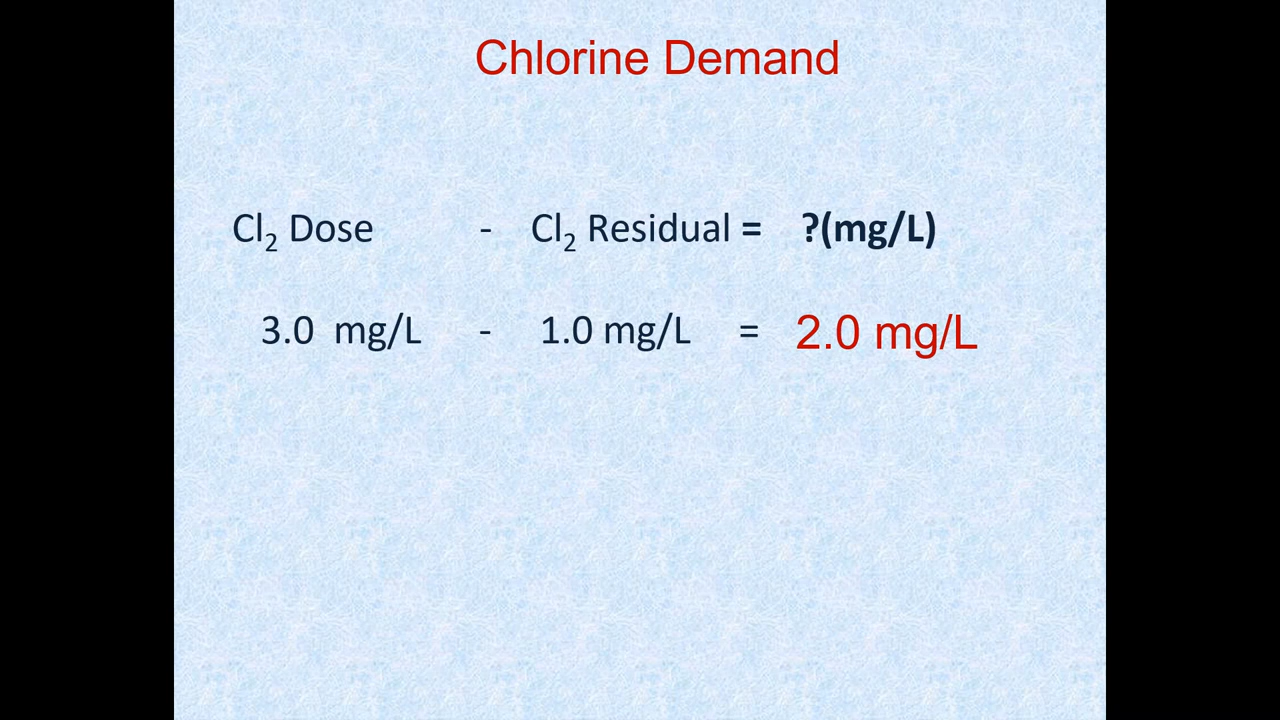 Chlorine Demand
Cl₂ Dose - Cl₂ Residual = ?(mg/L)
3.0 mg/L - 1.0 mg/L = 2.0 mg/L